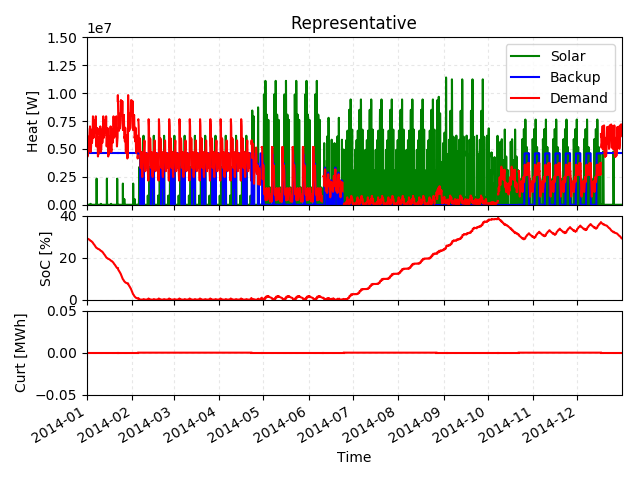 Representative
1e7
1.50
1.25
1.00
0.75
0.50
0.25
0.00
Heat [W]
Solar
Backup
Demand
40
20
0
SoC [%]
0.05
0.00
−0.05
Curt [MWh]
2014-01
2014-02
2014-03
2014-04
2014-05
2014-06
2014-07
2014-08
2014-09
2014-10
2014-11
2014-12
Time